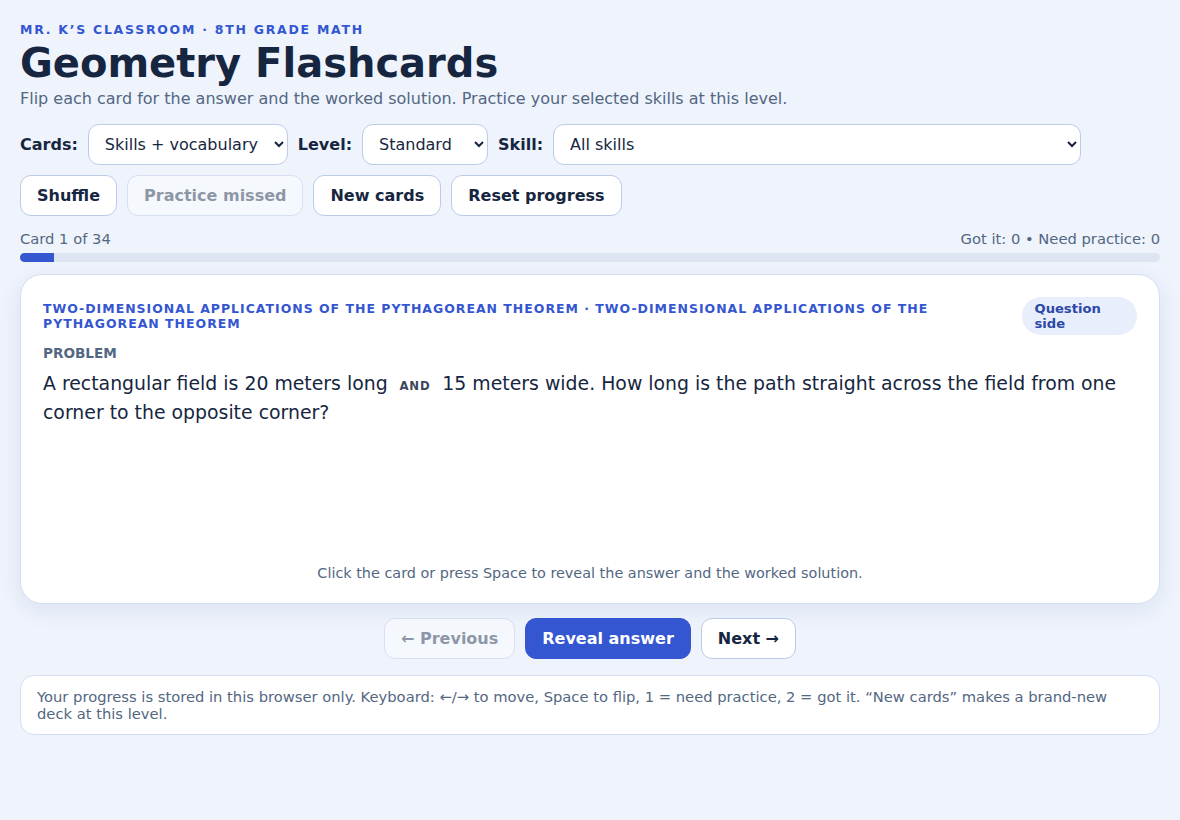 MR. K’S CLASSROOM · 8TH GRADE MATH
Geometry Flashcards
Flip each card for the answer and the worked solution. Practice your selected skills at this level.
Cards: Skills + vocabulary Level: Standard Skill: All skills
Shuffle Practice missed New cards Reset progress
Card 1 of 34 Got it: 0 • Need practice: 0
TWO-DIMENSIONAL APPLICATIONS OF THE PYTHAGOREAN THEOREM · TWO-DIMENSIONAL APPLICATIONS OF THE
PYTHAGOREAN THEOREM
Question
side
PROBLEM
A rectangular field is 20 meters long AND 15 meters wide. How long is the path straight across the field from one
corner to the opposite corner?
Click the card or press Space to reveal the answer and the worked solution.
← Previous Reveal answer Next →
Your progress is stored in this browser only. Keyboard: ←/→ to move, Space to flip, 1 = need practice, 2 = got it. “New cards” makes a brand-new
deck at this level.